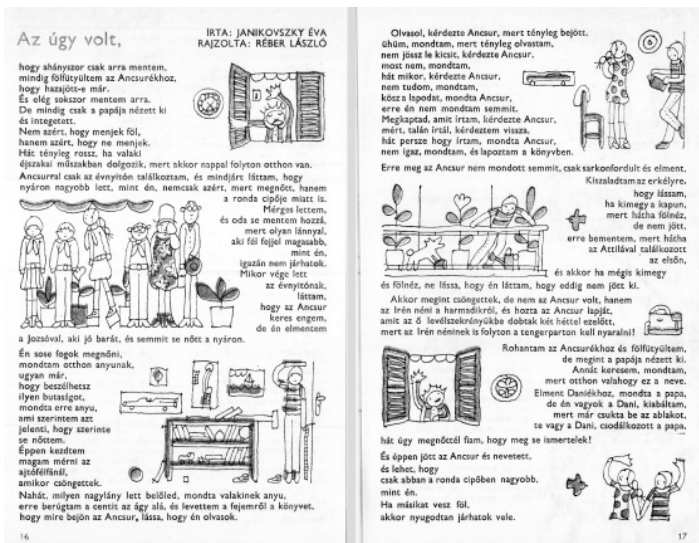 Az úgy volt,
IRTA: JANIKOVSZKY ÉVA
RAJZOLTA: RÉBER LÁSZLÓ
hogy ahányszor csak arra mentem,
mindig fölfütyültem az Ancsurékhoz,
hogy hazajött-e már.
És elég sokszor mentem arra.
De mindig csak a papája nézett ki
és integetett.
Nem azért, hogy menjek föl,
hanem azért, hogy ne menjek.
Hát tényleg rossz, ha valaki
éjszakai műszakban dolgozik, mert akkor nappal folyton otthon van.
Ancsurral csak az évnyitón találkoztam, és mindjárt láttam, hogy
nyáron nagyobb lett, mint én, nemcsak azért, mert megnőtt, hanem
a ronda cipője miatt is.
Mérges lettem,
és oda se mentem hozzá,
mert olyan lánnyal,
aki fél fejjel magasabb,
mint én,
igazán nem járhatok.
Mikor vége lett
az évnyitónak,
láttam,
hogy az Ancsur
keres engem,
de én elmentem
a Jozsóval, aki jó barát, és semmit se nőtt a nyáron.
Én sose fogok megnőni,
mondtam otthon anyunak,
ugyan már,
hogy beszélhetsz
ilyen butaságot,
mondta erre anyu,
ami szerintem azt
jelenti, hogy szerinte
se nőttem.
Éppen kezdtem
magam mérni az
ajtófélfánál,
amikor csöngettek.
Nahát, milyen nagylány lett belőled, mondta valakinek anyu,
erre berúgtam a centit az ágy alá, és levettem a fejemről a könyvet,
hogy mire bejön az Ancsur, lássa, hogy én olvasok.
16
Olvasol, kérdezte Ancsur, mert tényleg bejött.
ühüm, mondtam, mert tényleg olvastam,
nem jössz le kicsit, kérdezte Ancsur,
most nem, mondtam,
hát mikor, kérdezte Ancsur,
nem tudom, mondtam,
kösz a lapodat, mondta Ancsur,
erre én nem mondtam semmit.
Megkaptad, amit írtam, kérdezte Ancsur,
mért, talán írtál, kérdeztem vissza,
hát persze hogy írtam, mondta Ancsur,
nem igaz, mondtam, és lapoztam a könyvben.
Erre meg az Ancsur nem mondott semmit, csak sarkonfordult és elment.
Kiszaladtam az erkélyre,
hogy lássam,
ha kimegy a kapun,
mert hátha fölnéz,
de nem jött,
erre bementem, mert hátha
az Attilával találkozott
az elsőn,
és akkor ha mégis kimegy
és fölnéz, ne lássa, hogy én láttam, hogy eddig nem jött ki.
Akkor megint csöngettek, de nem az Ancsur volt, hanem
az Irén néni a harmadikról, és hozta az Ancsur lapját,
amit az ő levélszekrényükbe dobtak két héttel ezelőtt,
mert az Irén néninek is folyton a tengerparton kell nyaralni!
Rohantam az Ancsurékhoz és fölfütyültem,
de megint a papája nézett ki.
Annát keresem, mondtam,
mert otthon valahogy ez a neve.
Elment Daniékhoz, mondta a papa,
de én vagyok a Dani, kiabáltam,
mert már csukta be az ablakot,
te vagy a Dani, csodálkozott a papa,
hát úgy megnőttél fiam, hogy meg se ismertelek!
És éppen jött az Ancsur és nevetett,
és lehet, hogy
csak abban a ronda cipőben nagyobb,
mint én.
Ha másikat vesz föl,
akkor nyugodtan járhatok vele.
17